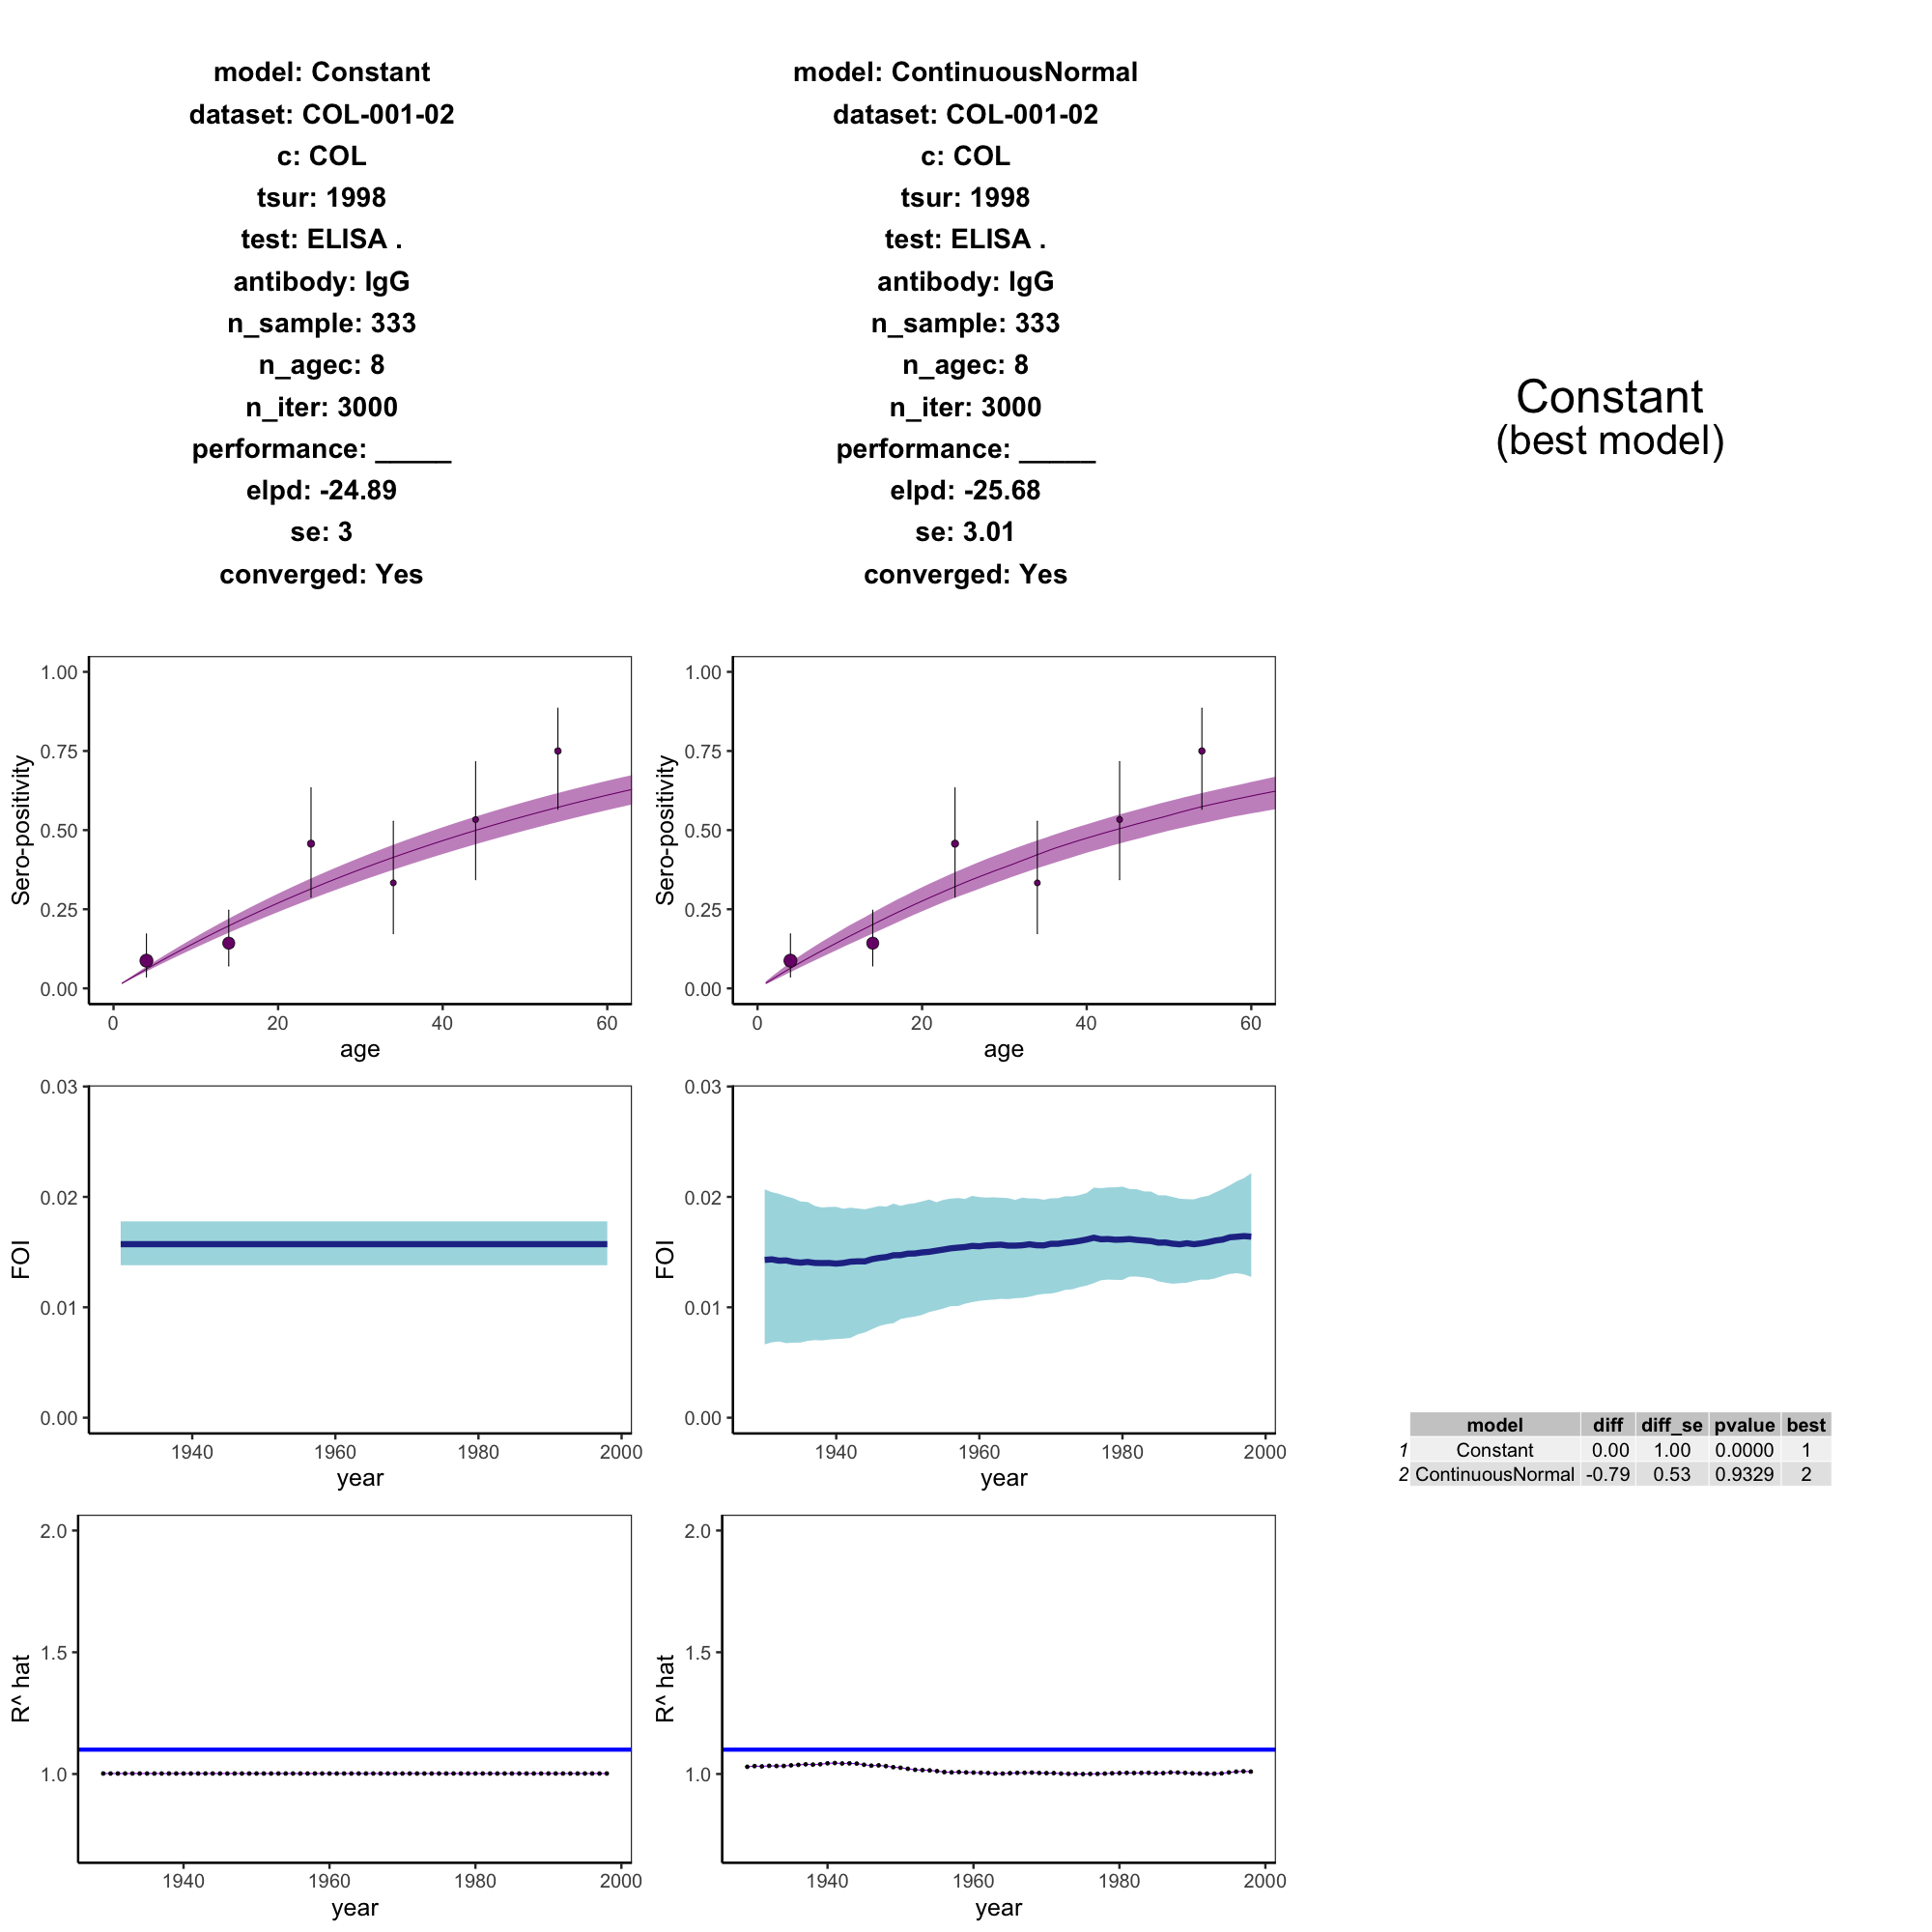 model: Constant
dataset: COL-001-02
c: COL
tsur: 1998
test: ELISA .
antibody: IgG
n_sample: 333
n_agec: 8
n_iter: 3000
performance: _____
elpd: -24.89
se: 3
converged: Yes
model: ContinuousNormal
dataset: COL-001-02
c: COL
tsur: 1998
test: ELISA .
antibody: IgG
n_sample: 333
n_agec: 8
n_iter: 3000
performance: _____
elpd: -25.68
se: 3.01
converged: Yes
Constant
(best model)
Sero-positivity
1.00
0.75
0.50
0.25
0.00
0 20 40 60
age
Sero-positivity
1.00
0.75
0.50
0.25
0.00
0 20 40 60
age
FOI
0.03
0.02
0.01
0.00
1940 1960 1980 2000
year
FOI
0.03
0.02
0.01
0.00
1940 1960 1980 2000
year
model diff diff_se pvalue best
1 Constant 0.00 1.00 0.0000 1
2 ContinuousNormal -0.79 0.53 0.9329 2
R^ hat
2.0
1.5
1.0
1940 1960 1980 2000
year
R^ hat
2.0
1.5
1.0
1940 1960 1980 2000
year